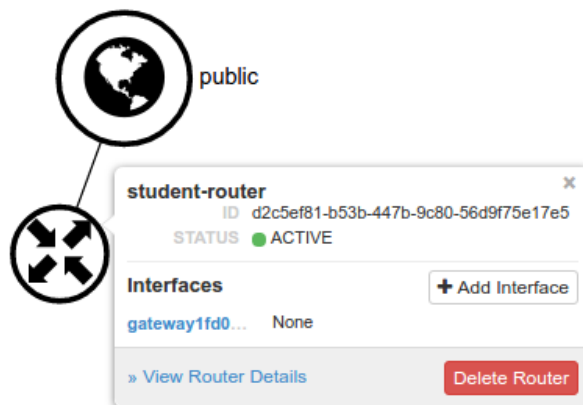 public
student-router ×
ID d2c5ef81-b53b-447b-9c80-56d9f75e17e5
STATUS ACTIVE
Interfaces + Add Interface
gateway1fd0... None
» View Router Details Delete Router